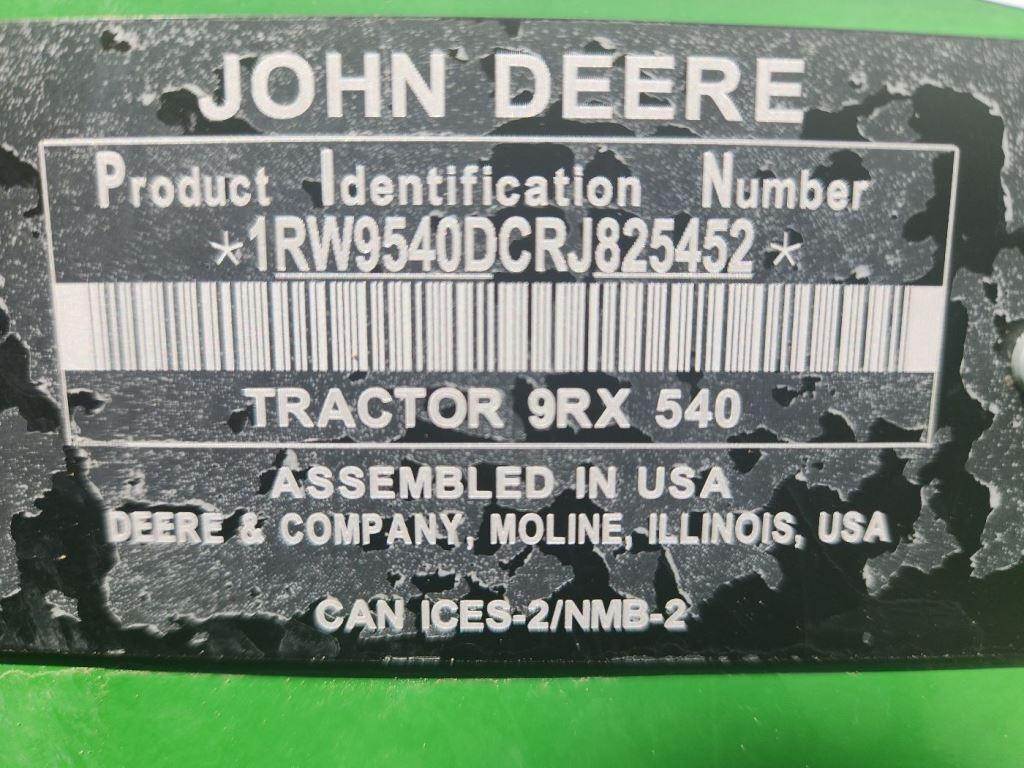 JOHN DEERE
Product Identification Number
*1RW9540DCRJ825452*
TRACTOR 9RX 540
ASSEMBLED IN USA
DEERE & COMPANY, MOLINE, ILLINOIS, USA
CAN ICES-2/NMB-2